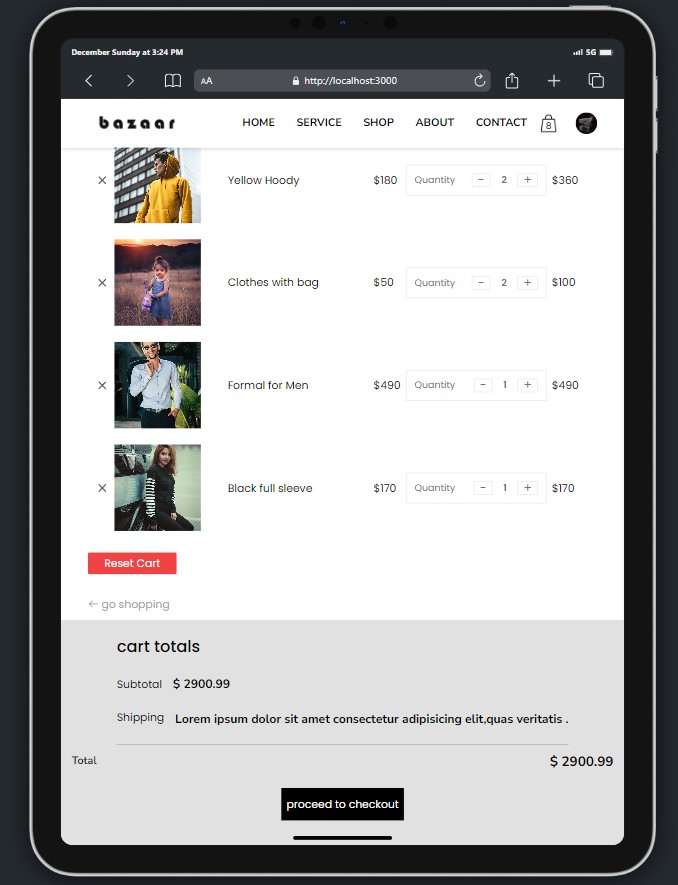 December Sunday at 3:24 PM 5G
AA http://localhost:3000
bazaar HOME SERVICE SHOP ABOUT CONTACT 8
Yellow Hoody $180 Quantity - 2 + $360
Clothes with bag $50 Quantity - 2 + $100
Formal for Men $490 Quantity - 1 + $490
Black full sleeve $170 Quantity - 1 + $170
Reset Cart
← go shopping
cart totals
Subtotal $ 2900.99
Shipping Lorem ipsum dolor sit amet consectetur adipisicing elit,quas veritatis .
Total $ 2900.99
proceed to checkout